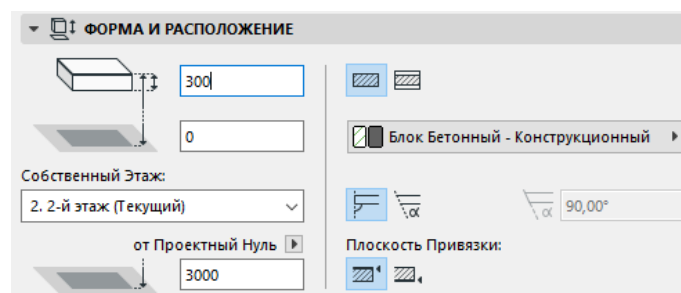 ФОРМА И РАСПОЛОЖЕНИЕ
300
0
Блок Бетонный - Конструкционный
Собственный Этаж:
2. 2-й этаж (Текущий)
α
α
90,00°
от Проектный Нуль
Плоскость Привязки:
3000